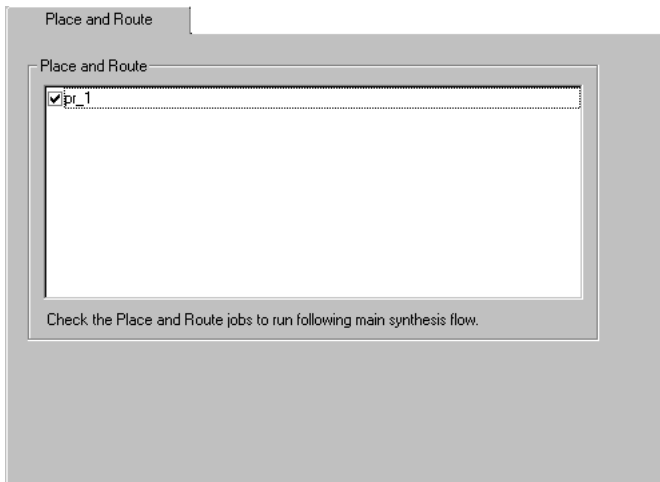 Place and Route
Place and Route
pr_1
Check the Place and Route jobs to run following main synthesis flow.